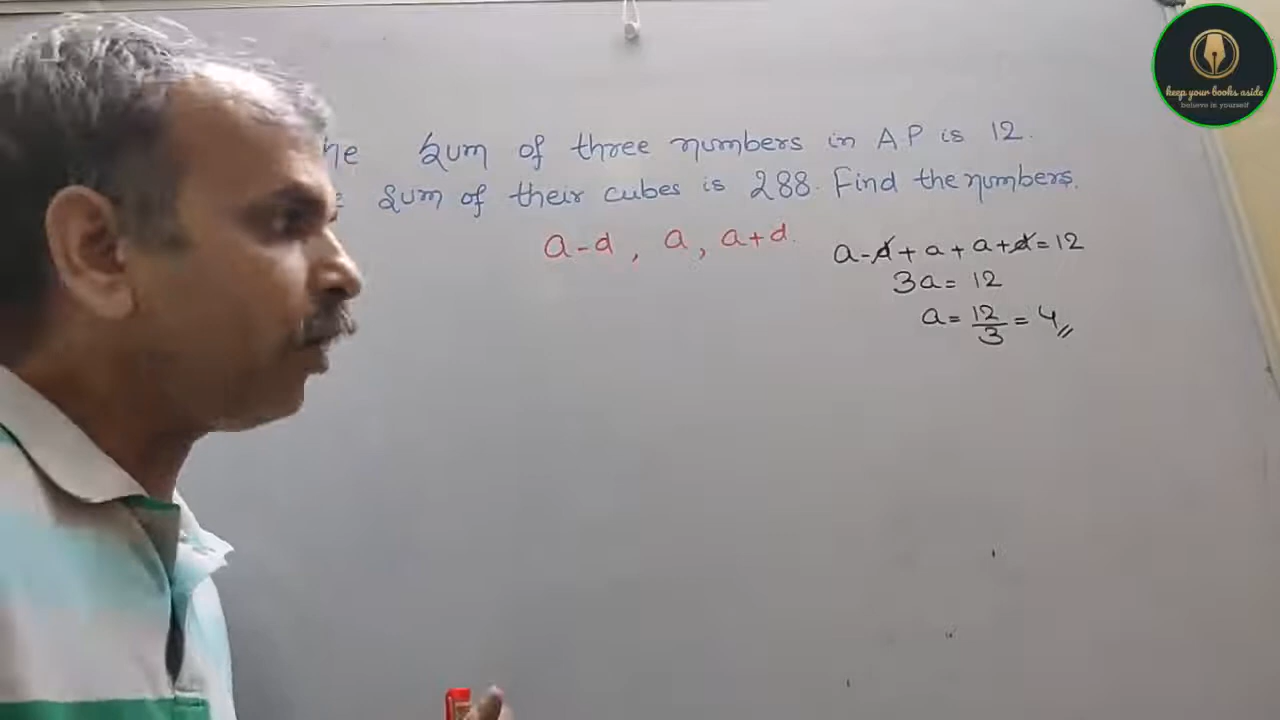 sum of three numbers in AP is 12.
sum of their cubes is 288. Find the numbers.
a-d, a, a+d.
a-d+a+a+d=12
3a=12
a=12/3=4
keep your books aside
believe in yourself